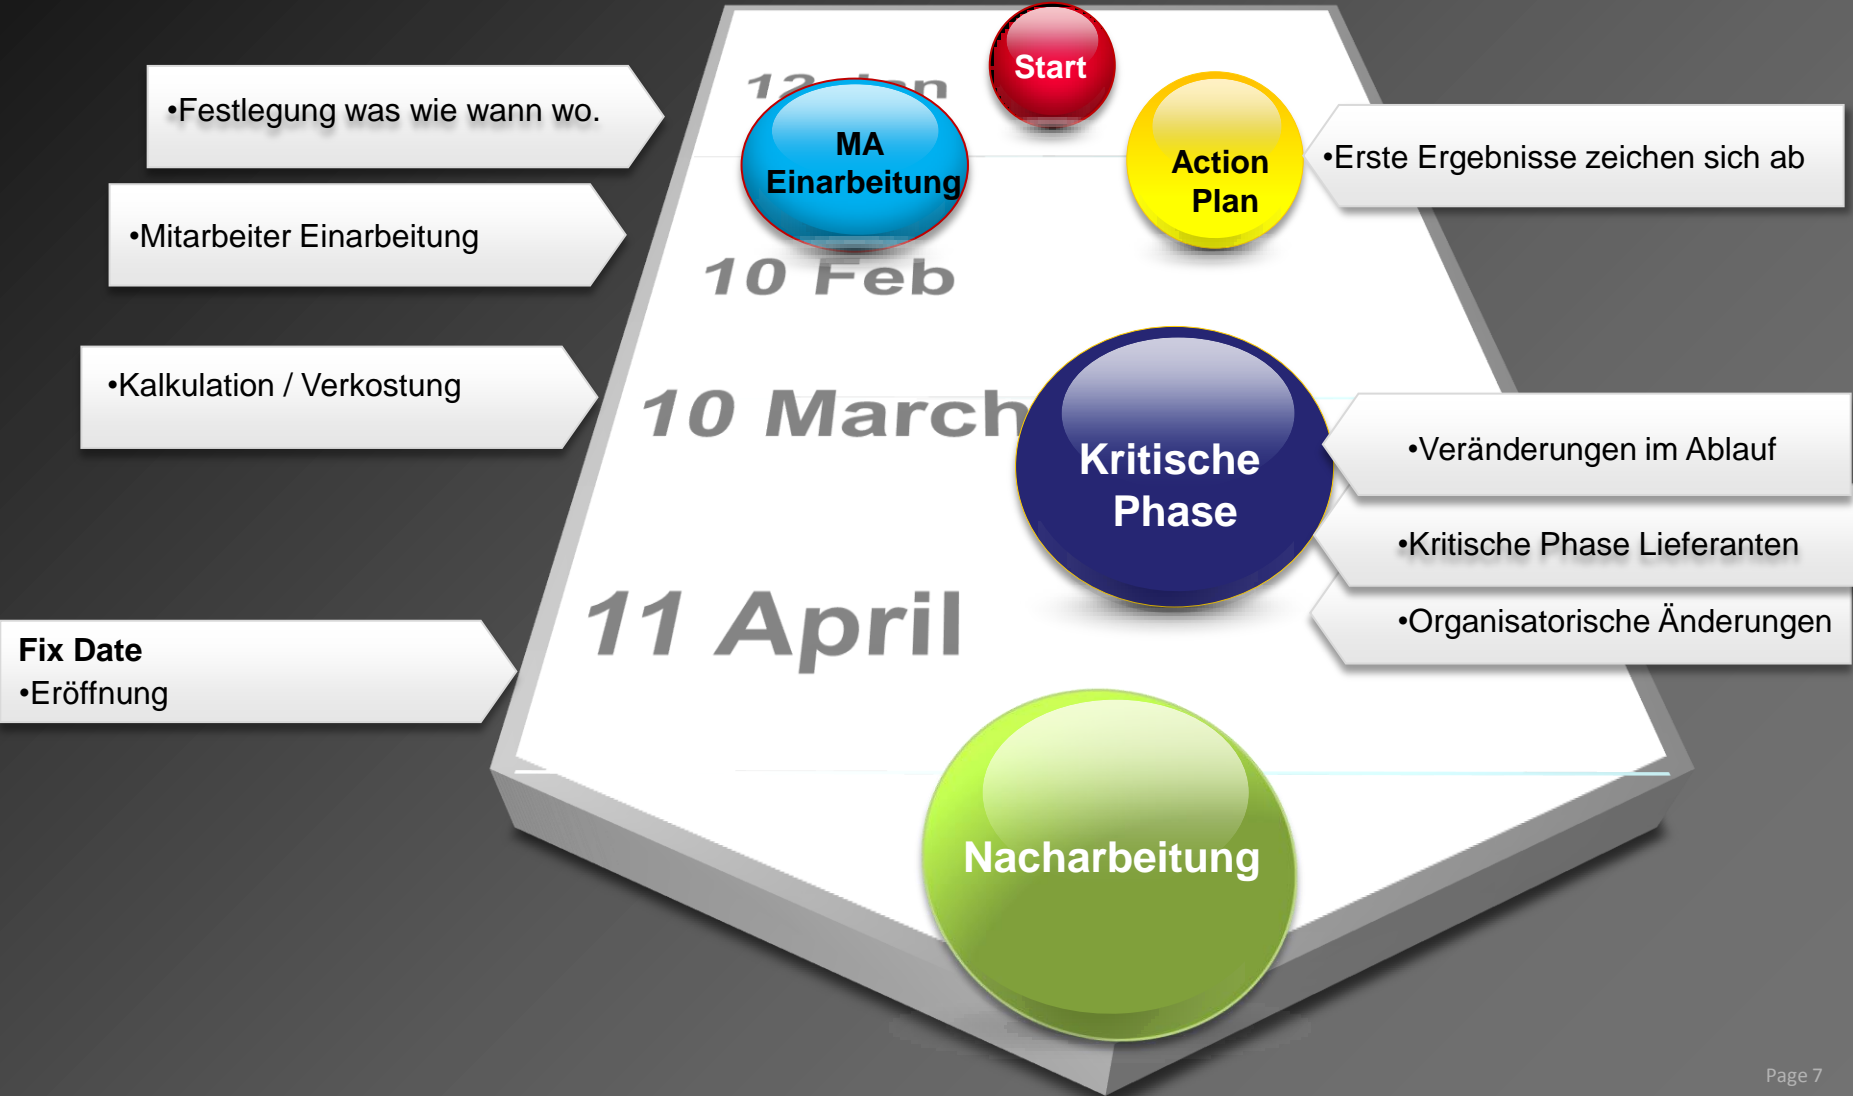 Start
12 Jan
•Festlegung was wie wann wo.
MA
Einarbeitung
Action
Plan
•Erste Ergebnisse zeichen sich ab
•Mitarbeiter Einarbeitung
10 Feb
•Kalkulation / Verkostung
10 March
Kritische
Phase
•Veränderungen im Ablauf
•Kritische Phase Lieferanten
•Organisatorische Änderungen
11 April
Fix Date
•Eröffnung
Nacharbeitung
Page 7